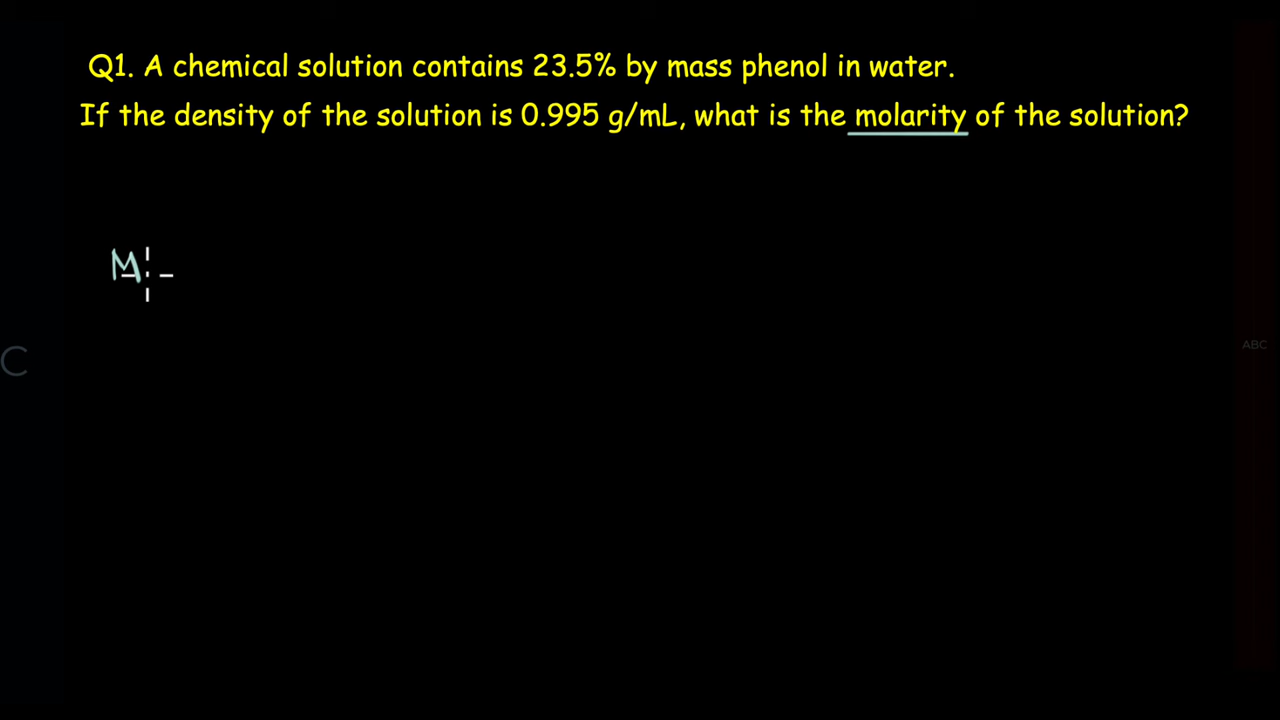 Q1. A chemical solution contains 23.5% by mass phenol in water.
If the density of the solution is 0.995 g/mL, what is the molarity of the solution?
M
C
ABC